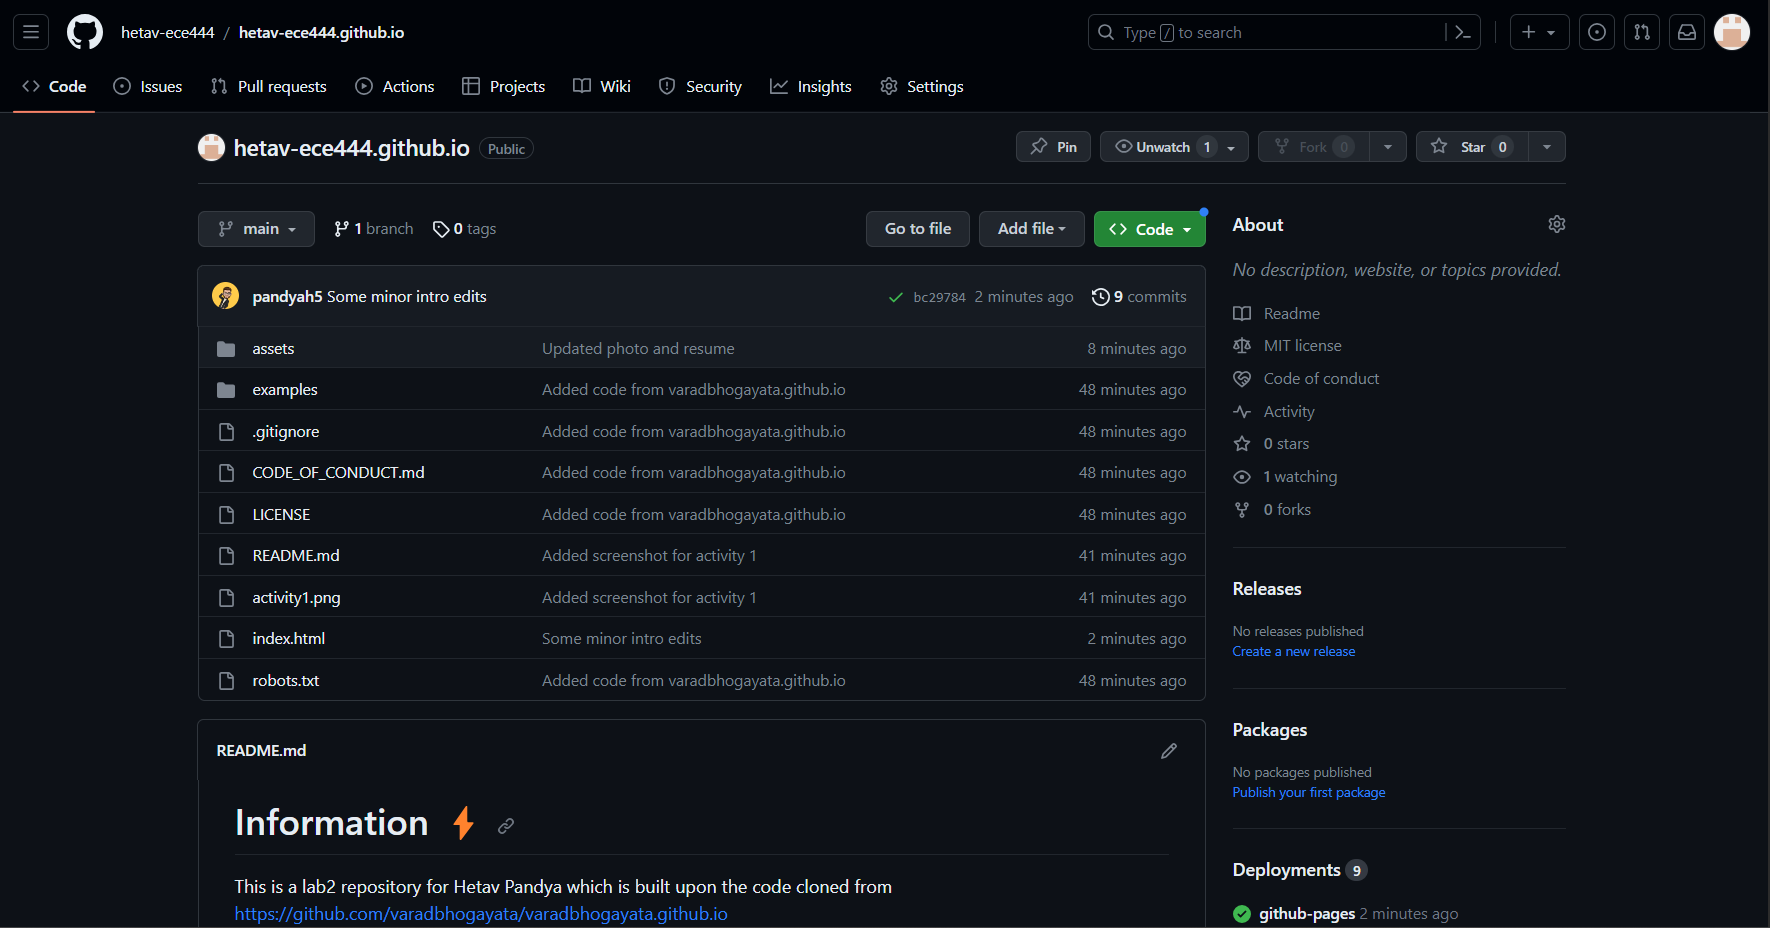 hetav-ece444 / hetav-ece444.github.io
Type / to search
Code Issues Pull requests Actions Projects Wiki Security Insights Settings
hetav-ece444.github.io Public
Pin Unwatch 1 Fork 0 Star 0
main 1 branch 0 tags Go to file Add file Code
pandyah5 Some minor intro edits bc29784 2 minutes ago 9 commits
assets Updated photo and resume 8 minutes ago
examples Added code from varadbhogayata.github.io 48 minutes ago
.gitignore Added code from varadbhogayata.github.io 48 minutes ago
CODE_OF_CONDUCT.md Added code from varadbhogayata.github.io 48 minutes ago
LICENSE Added code from varadbhogayata.github.io 48 minutes ago
README.md Added screenshot for activity 1 41 minutes ago
activity1.png Added screenshot for activity 1 41 minutes ago
index.html Some minor intro edits 2 minutes ago
robots.txt Added code from varadbhogayata.github.io 48 minutes ago
README.md
Information
This is a lab2 repository for Hetav Pandya which is built upon the code cloned from
https://github.com/varadbhogayata/varadbhogayata.github.io
About
No description, website, or topics provided.
Readme
MIT license
Code of conduct
Activity
0 stars
1 watching
0 forks
Releases
No releases published
Create a new release
Packages
No packages published
Publish your first package
Deployments 9
github-pages 2 minutes ago